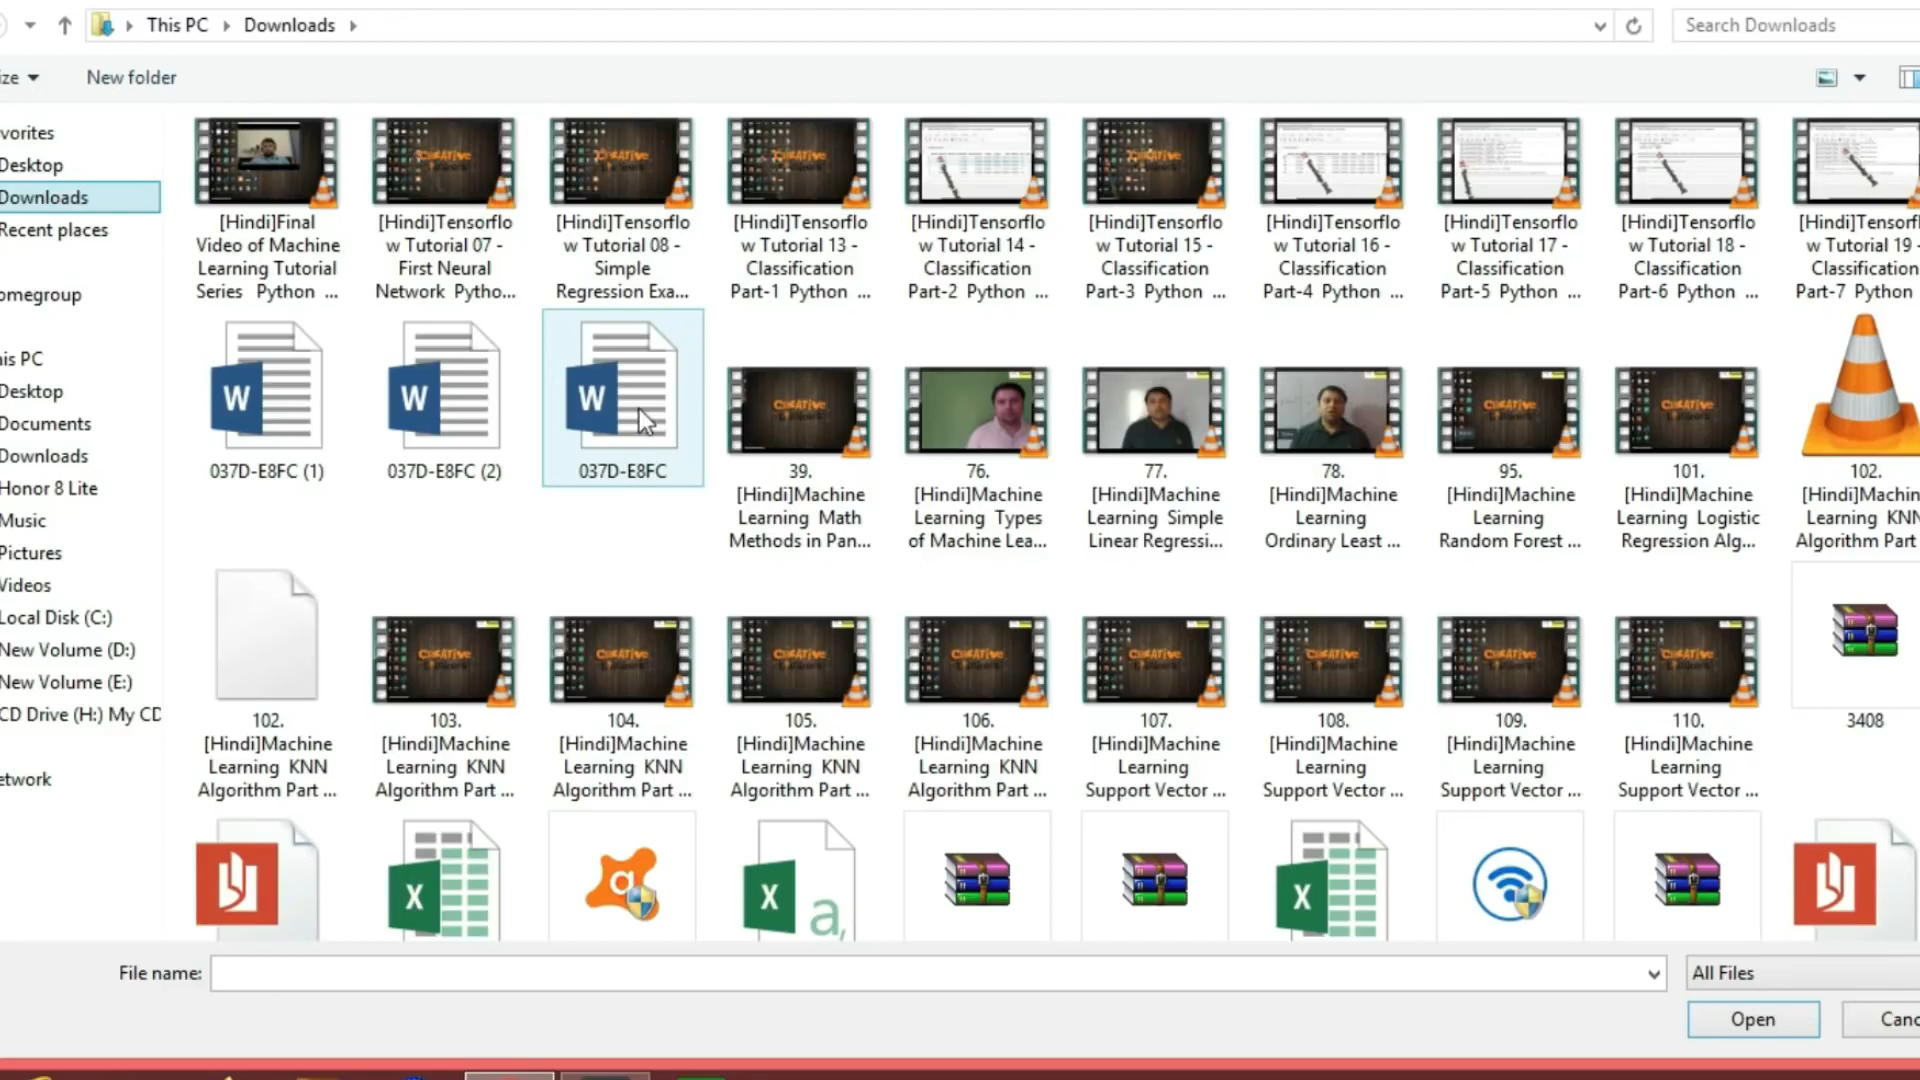 This PC
Downloads
Search Downloads
ize
New folder
vorites
Desktop
Downloads
Recent places
omegroup
is PC
Desktop
Documents
Downloads
Honor 8 Lite
Music
Pictures
Videos
Local Disk (C:)
New Volume (D:)
New Volume (E:)
CD Drive (H:) My CD
etwork
[Hindi]Final
Video of Machine
Learning Tutorial
Series Python ...
[Hindi]Tensorflo
w Tutorial 07 -
First Neural
Network Pytho...
[Hindi]Tensorflo
w Tutorial 08 -
Simple
Regression Exa...
[Hindi]Tensorflo
w Tutorial 13 -
Classification
Part-1 Python ...
[Hindi]Tensorflo
w Tutorial 14 -
Classification
Part-2 Python ...
[Hindi]Tensorflo
w Tutorial 15 -
Classification
Part-3 Python ...
[Hindi]Tensorflo
w Tutorial 16 -
Classification
Part-4 Python ...
[Hindi]Tensorflo
w Tutorial 17 -
Classification
Part-5 Python ...
[Hindi]Tensorflo
w Tutorial 18 -
Classification
Part-6 Python ...
[Hindi]Tensorfl
w Tutorial 19 -
Classification
Part-7 Python
037D-E8FC (1)
037D-E8FC (2)
037D-E8FC
39.
[Hindi]Machine
Learning Math
Methods in Pan...
76.
[Hindi]Machine
Learning Types
of Machine Lea...
77.
[Hindi]Machine
Learning Simple
Linear Regressi...
78.
[Hindi]Machine
Learning
Ordinary Least ...
95.
[Hindi]Machine
Learning
Random Forest ...
101.
[Hindi]Machine
Learning Logistic
Regression Alg...
102.
[Hindi]Machin
Learning KNN
Algorithm Part
102.
[Hindi]Machine
Learning KNN
Algorithm Part ...
103.
[Hindi]Machine
Learning KNN
Algorithm Part ...
104.
[Hindi]Machine
Learning KNN
Algorithm Part ...
105.
[Hindi]Machine
Learning KNN
Algorithm Part ...
106.
[Hindi]Machine
Learning KNN
Algorithm Part ...
107.
[Hindi]Machine
Learning
Support Vector ...
108.
[Hindi]Machine
Learning
Support Vector ...
109.
[Hindi]Machine
Learning
Support Vector ...
110.
[Hindi]Machine
Learning
Support Vector ...
3408
File name:
All Files
Open
Canc